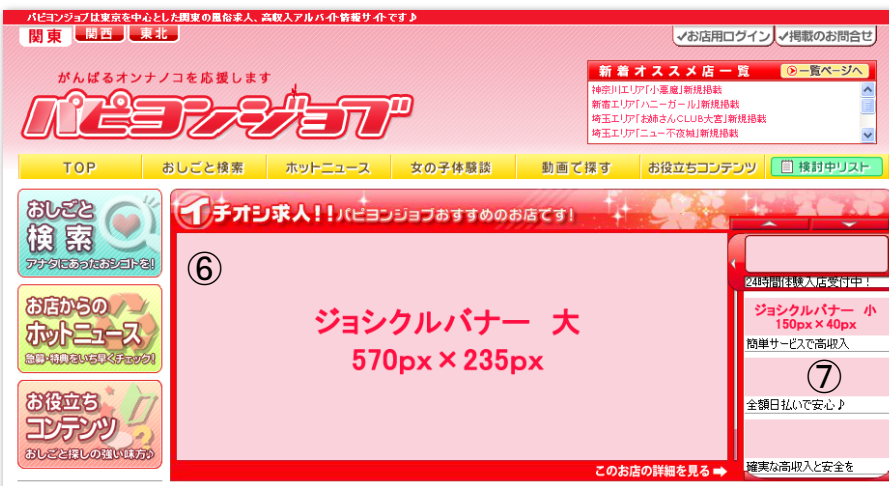 パピヨンジョブは東京を中心とした関東の風俗求人、高収入アルバイト情報サイトです♪
関東 関西 東北
✓お店用ログイン ✓掲載のお問合せ
がんばるオンナノコを応援します
パピヨンジョブ
新着オススメ店一覧 一覧ページへ
神奈川エリア「小悪魔」新規掲載
新宿エリア「ハニーガール」新規掲載
埼玉エリア「お姉さんCLUB大宮」新規掲載
埼玉エリア「ニュー不夜城」新規掲載
TOP おしごと検索 ホットニュース 女の子体験談 動画で探す お役立ちコンテンツ 検討中リスト
おしごと
検索
アナタにあったおシゴトを!
お店からの
ホットニュース
急募・特典をいち早くチェック!
お役立ち
コンテンツ
おしごと探しの強い味方♪
イチオシ求人!!パピヨンジョブおすすめのお店です!
⑥
ジョシクルバナー 大
570px×235px
このお店の詳細を見る➡
24時間体験入店受付中!
ジョシクルバナー 小
150px×40px
簡単サービスで高収入
⑦
全額日払いで安心♪
確実な高収入と安全を